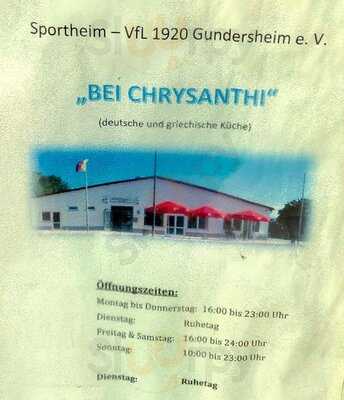 Sportheim – VfL 1920 Gundersheim e. V.
„BEI CHRYSANTHI“
(deutsche und griechische Küche)
Öffnungszeiten:
Montag bis Donnerstag: 16:00 bis 23:00 Uhr
Dienstag: Ruhetag
Freitag & Samstag: 16:00 bis 24:00 Uhr
Sonntag: 10:00 bis 23:00 Uhr
Dienstag: Ruhetag